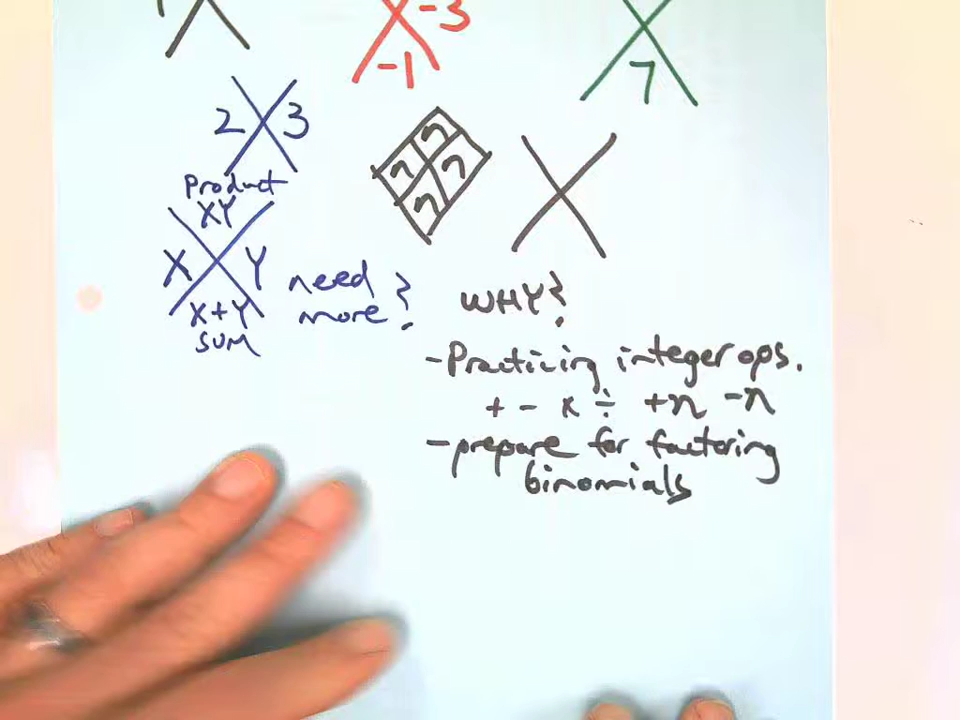 -3
-1
7
2 3
Product
XY
X Y
X+Y
SUM
need
more?
? ? ? ?
WHY?
-Practicing integer ops.
+ - x ÷ +n -n
-prepare for factoring
binomials